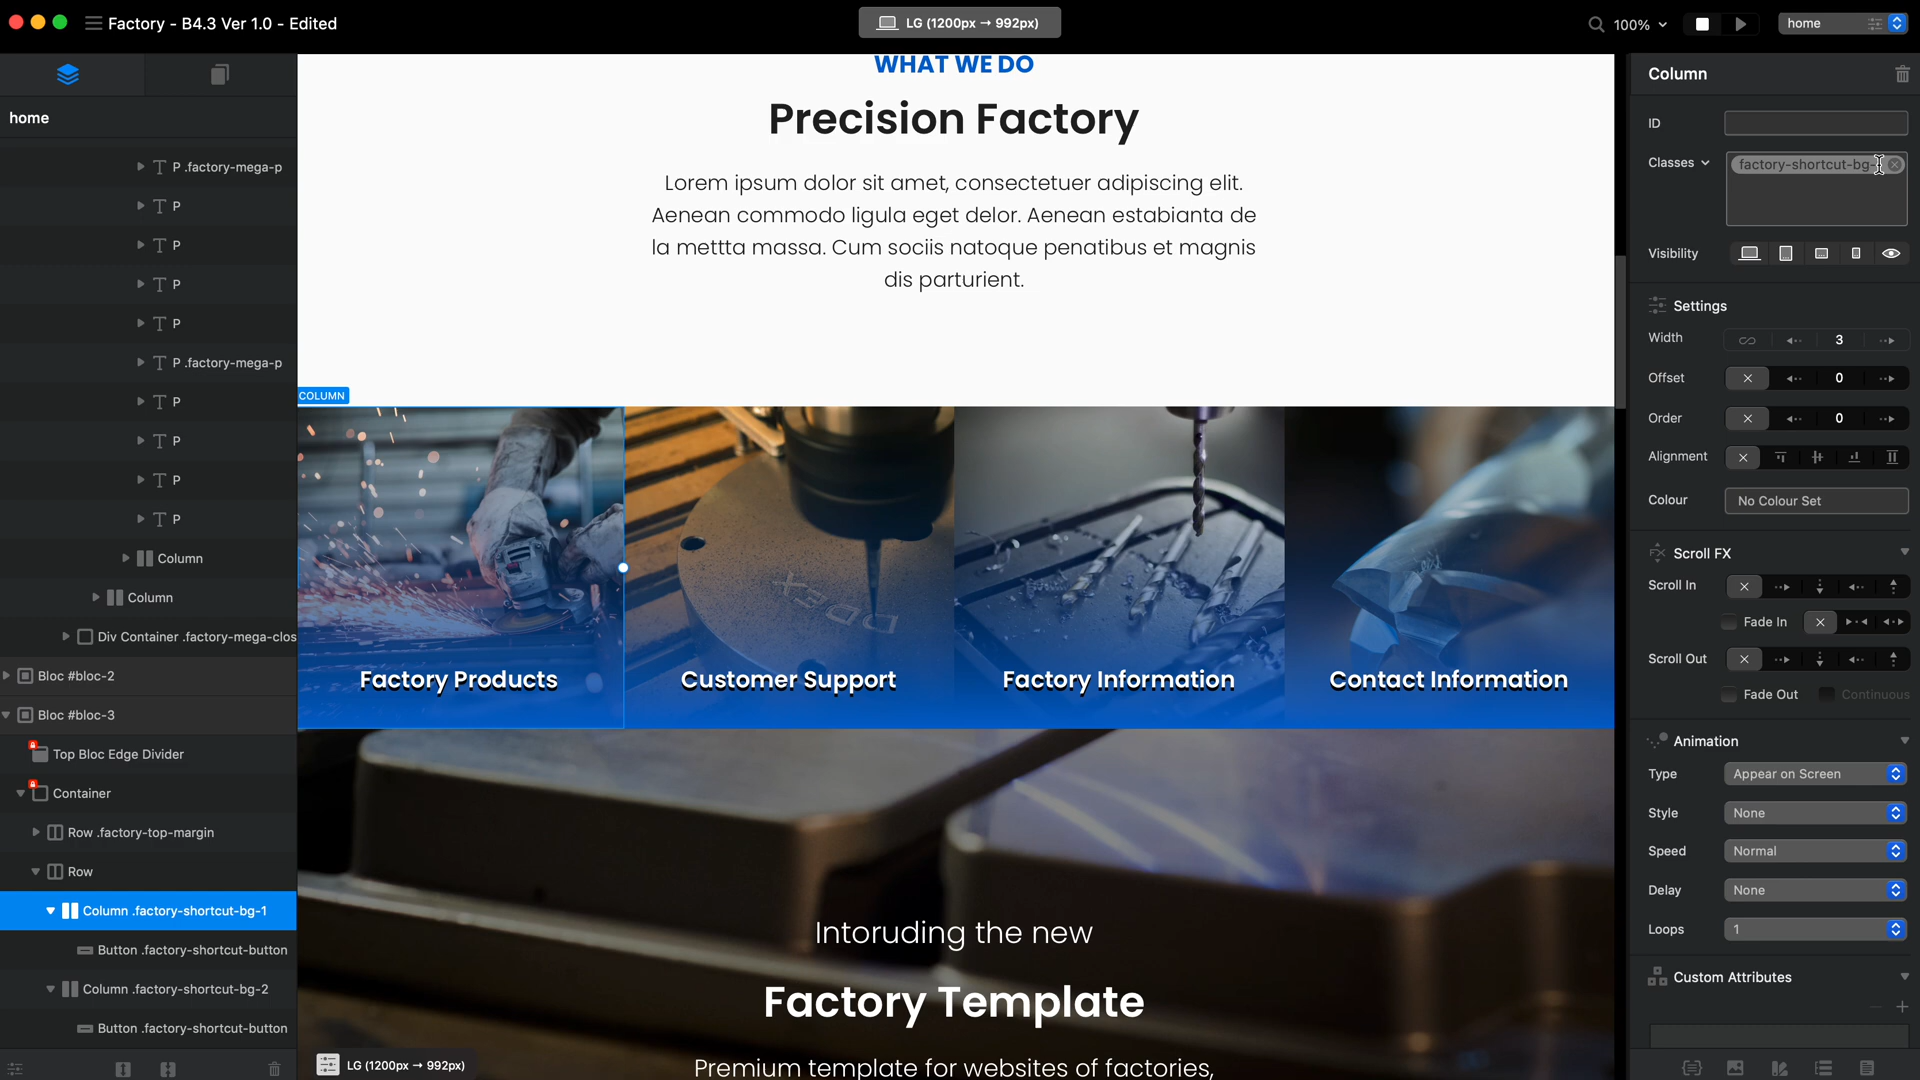 Factory - B4.3 Ver 1.0 - Edited
LG (1200px → 992px)
100%
home
home
P .factory-mega-p
P
P
P
P
P .factory-mega-p
P
P
P
P
Column
Column
Div Container .factory-mega-clos
Bloc #bloc-2
Bloc #bloc-3
Top Bloc Edge Divider
Container
Row .factory-top-margin
Row
Column .factory-shortcut-bg-1
Button .factory-shortcut-button
Column .factory-shortcut-bg-2
Button .factory-shortcut-button
WHAT WE DO
Precision Factory
Lorem ipsum dolor sit amet, consectetuer adipiscing elit.
Aenean commodo ligula eget delor. Aenean estabianta de
la mettta massa. Cum sociis natoque penatibus et magnis
dis parturient.
COLUMN
Factory Products
Customer Support
Factory Information
Contact Information
Intoruding the new
Factory Template
Premium template for websites of factories,
LG (1200px → 992px)
Column
ID
Classes
factory-shortcut-bg-
Visibility
Settings
Width
3
Offset
0
Order
0
Alignment
Colour
No Colour Set
Scroll FX
Scroll In
Fade In
Scroll Out
Fade Out
Continuous
Animation
Type
Appear on Screen
Style
None
Speed
Normal
Delay
None
Loops
1
Custom Attributes